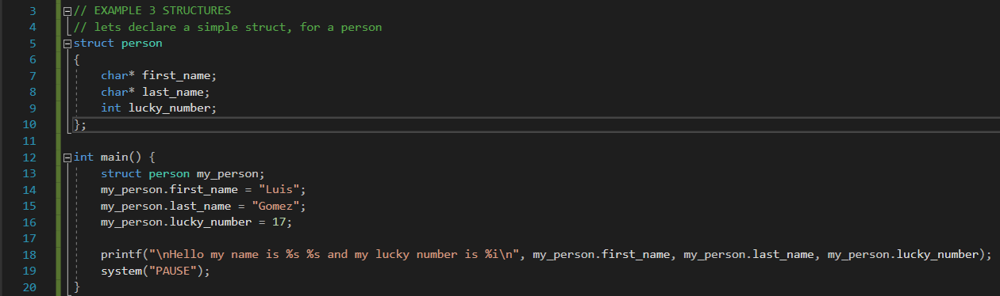 3 // EXAMPLE 3 STRUCTURES
4 // lets declare a simple struct, for a person
5 struct person
6 {
7     char* first_name;
8     char* last_name;
9     int lucky_number;
10 };
11
12 int main() {
13     struct person my_person;
14     my_person.first_name = "Luis";
15     my_person.last_name = "Gomez";
16     my_person.lucky_number = 17;
17
18     printf("\nHello my name is %s %s and my lucky number is %i\n", my_person.first_name, my_person.last_name, my_person.lucky_number);
19     system("PAUSE");
20 }